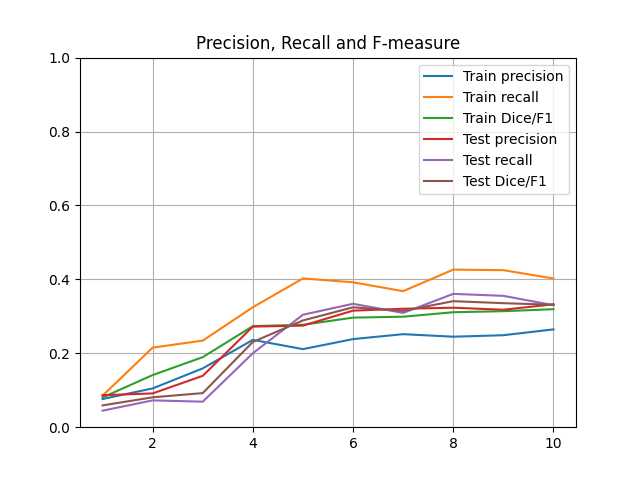 Precision, Recall and F-measure
1.0
0.8
0.6
0.4
0.2
0.0
2
4
6
8
10
Train precision
Train recall
Train Dice/F1
Test precision
Test recall
Test Dice/F1